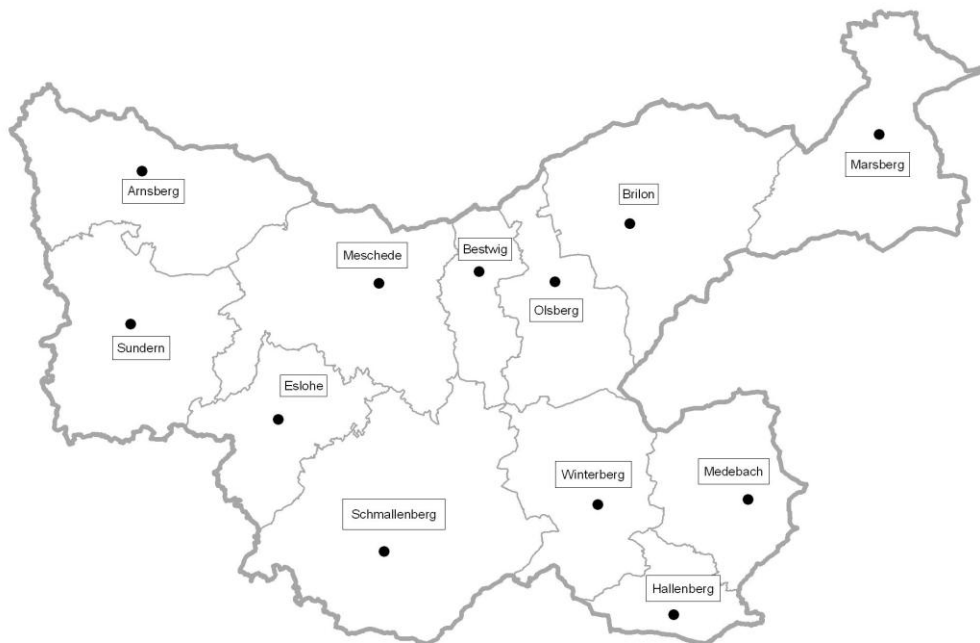 Marsberg
Arnsberg
Brilon
Bestwig
Meschede
Olsberg
Sundern
Eslohe
Medebach
Winterberg
Schmallenberg
Hallenberg